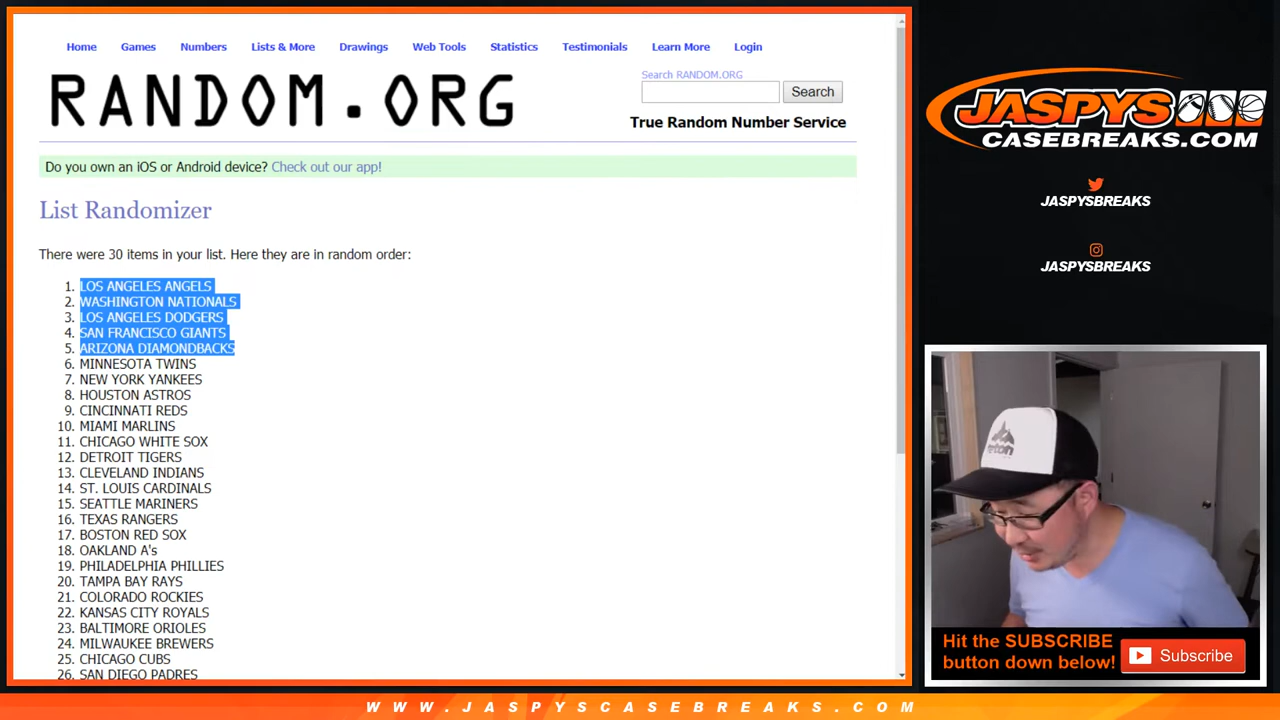 Home Games Numbers Lists & More Drawings Web Tools Statistics Testimonials Learn More Login
RANDOM.ORG
Search RANDOM.ORG
Search
True Random Number Service
Do you own an iOS or Android device? Check out our app!
List Randomizer
There were 30 items in your list. Here they are in random order:
1. LOS ANGELES ANGELS
2. WASHINGTON NATIONALS
3. LOS ANGELES DODGERS
4. SAN FRANCISCO GIANTS
5. ARIZONA DIAMONDBACKS
6. MINNESOTA TWINS
7. NEW YORK YANKEES
8. HOUSTON ASTROS
9. CINCINNATI REDS
10. MIAMI MARLINS
11. CHICAGO WHITE SOX
12. DETROIT TIGERS
13. CLEVELAND INDIANS
14. ST. LOUIS CARDINALS
15. SEATTLE MARINERS
16. TEXAS RANGERS
17. BOSTON RED SOX
18. OAKLAND A's
19. PHILADELPHIA PHILLIES
20. TAMPA BAY RAYS
21. COLORADO ROCKIES
22. KANSAS CITY ROYALS
23. BALTIMORE ORIOLES
24. MILWAUKEE BREWERS
25. CHICAGO CUBS
26. SAN DIEGO PADRES
JASPYS
CASEBREAKS.COM
JASPYSBREAKS
JASPYSBREAKS
Hit the SUBSCRIBE
button down below!
Subscribe
WWW.JASPYSCASEBREAKS.COM